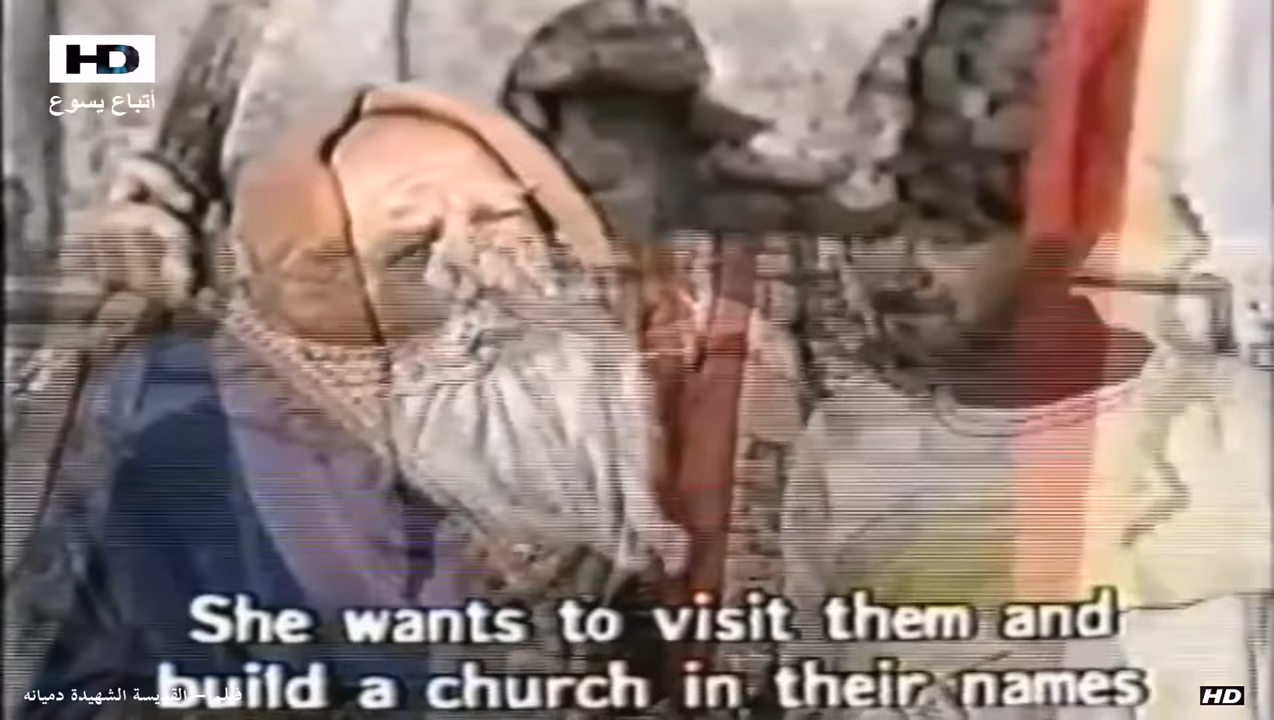 HD
أتباع يسوع
She wants to visit them and
build a church in their names
فيلم – القديسة الشهيدة دميانه
HD